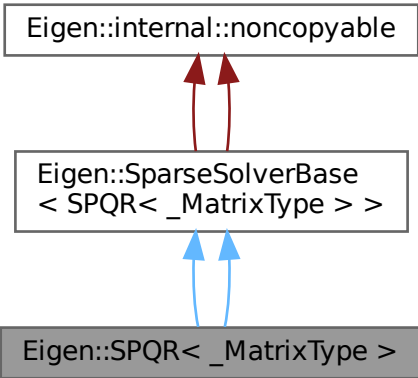 Eigen::internal::noncopyable
Eigen::SparseSolverBase
< SPQR< _MatrixType > >
Eigen::SPQR< _MatrixType >